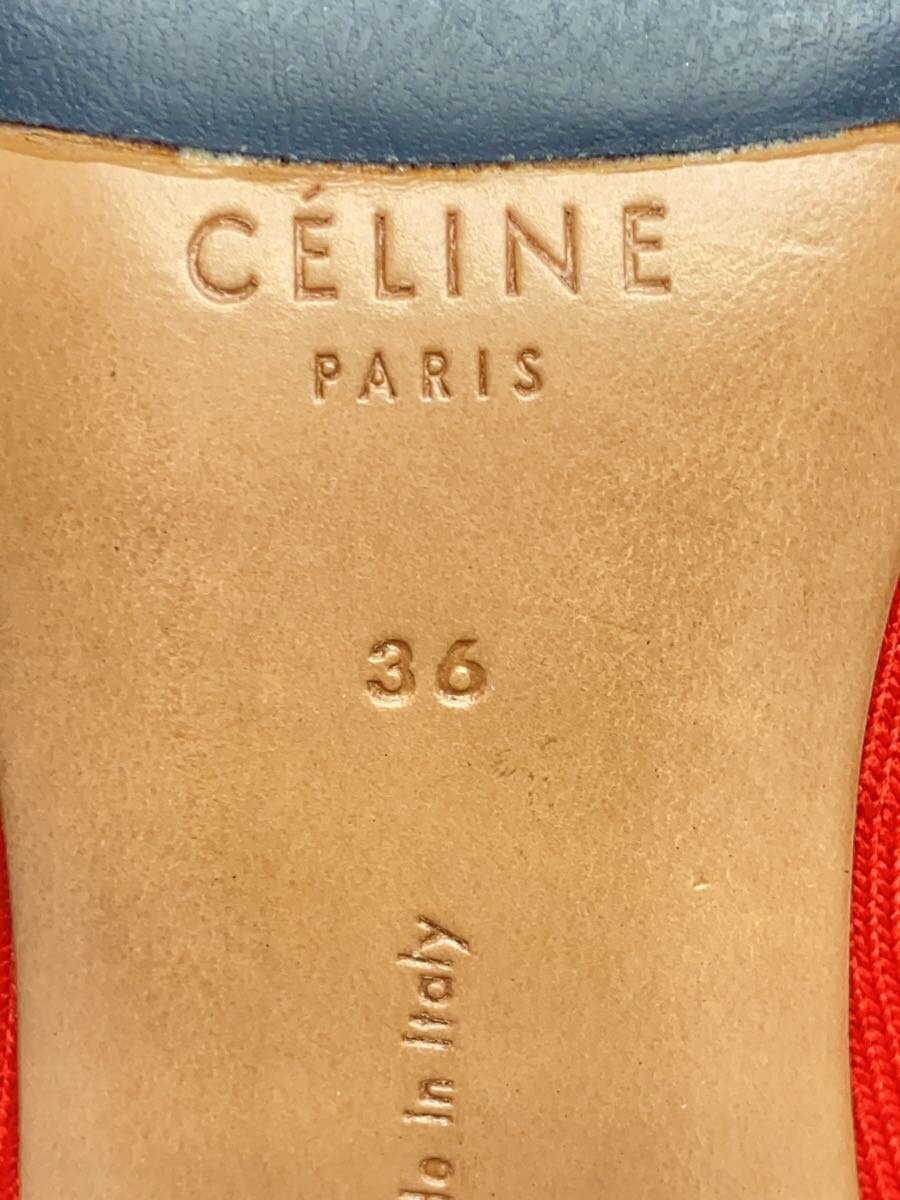 CÉLINE
PARIS
36
in Italy